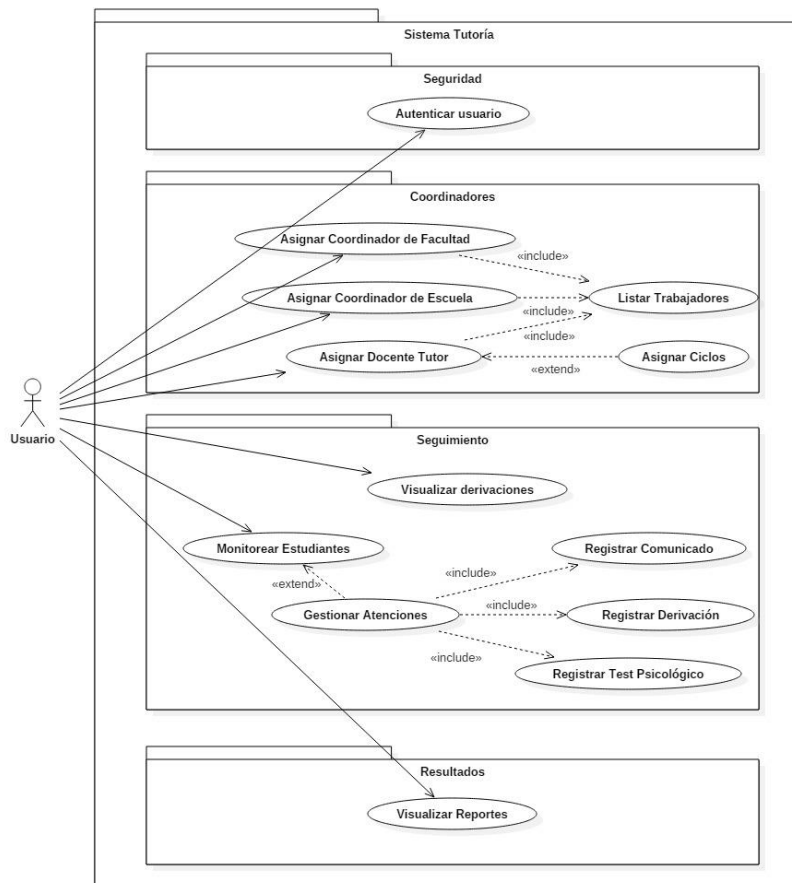 Sistema Tutoría
Seguridad
Autenticar usuario
Coordinadores
Asignar Coordinador de Facultad
«include»
Asignar Coordinador de Escuela
Listar Trabajadores
«include»
«include»
Asignar Docente Tutor
Asignar Ciclos
«extend»
Usuario
Seguimiento
Visualizar derivaciones
Monitorear Estudiantes
Registrar Comunicado
«include»
«extend»
Gestionar Atenciones
«include»
Registrar Derivación
«include»
Registrar Test Psicológico
Resultados
Visualizar Reportes